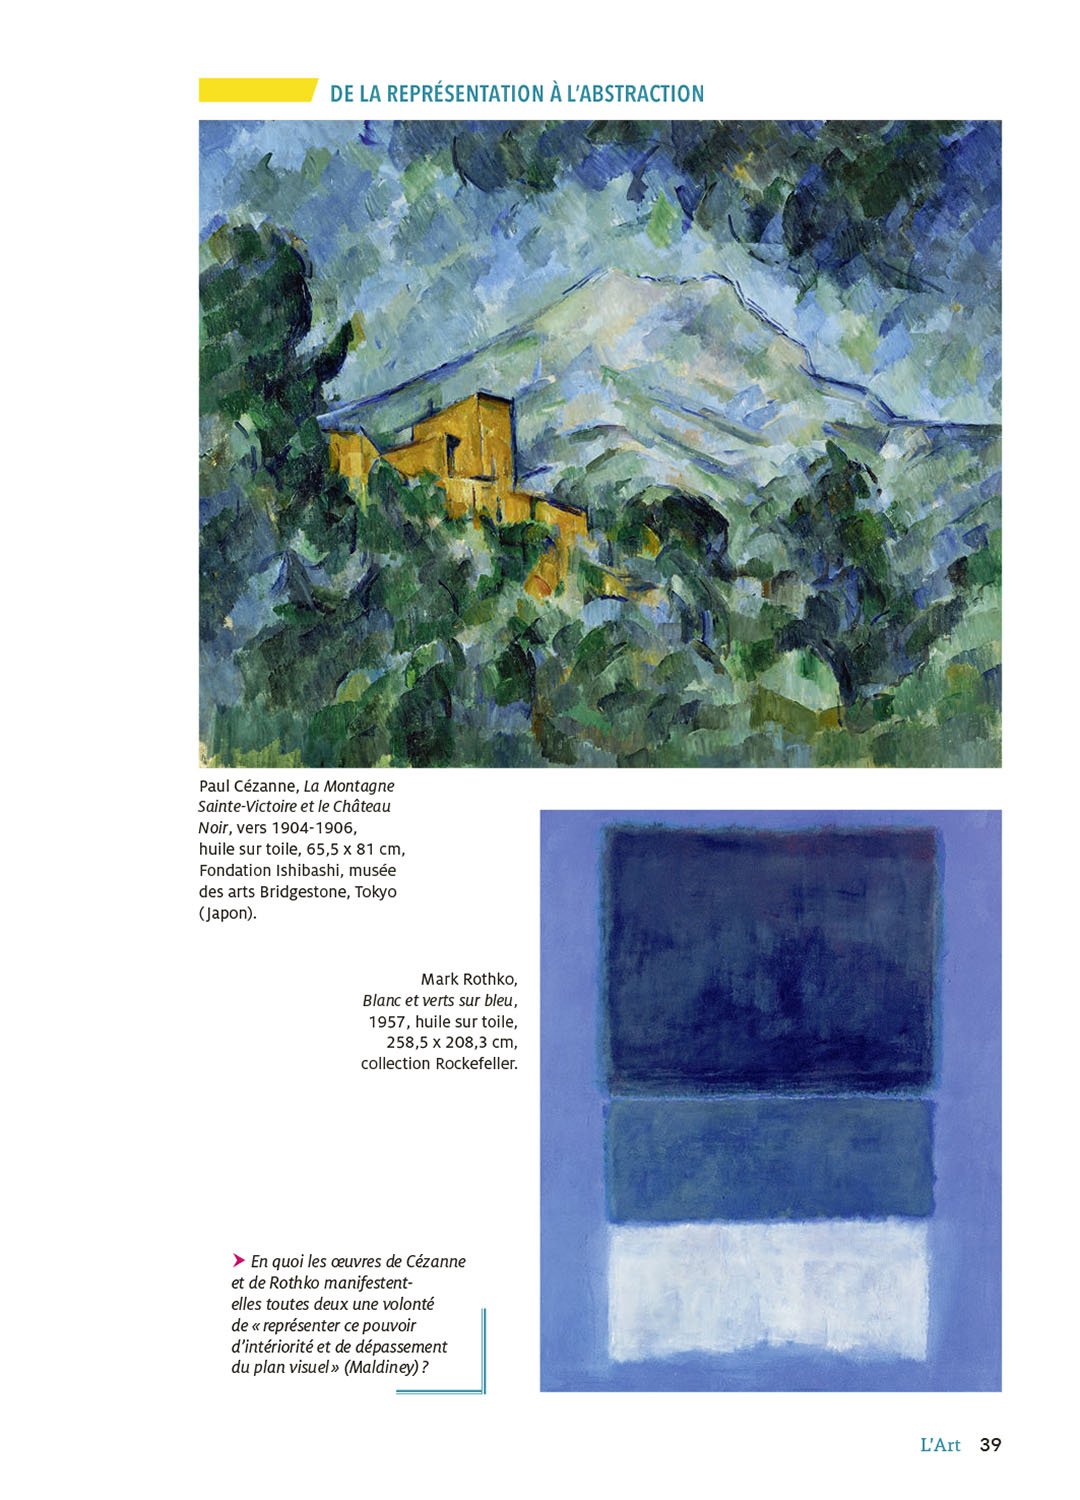 DE LA REPRÉSENTATION À L’ABSTRACTION
Paul Cézanne, La Montagne
Sainte-Victoire et le Château
Noir, vers 1904-1906,
huile sur toile, 65,5 x 81 cm,
Fondation Ishibashi, musée
des arts Bridgestone, Tokyo
(Japon).
Mark Rothko,
Blanc et verts sur bleu,
1957, huile sur toile,
258,5 x 208,3 cm,
collection Rockefeller.
➤ En quoi les œuvres de Cézanne
et de Rothko manifestent-
elles toutes deux une volonté
de « représenter ce pouvoir
d’intériorité et de dépassement
du plan visuel » (Maldiney) ?
L’Art 39